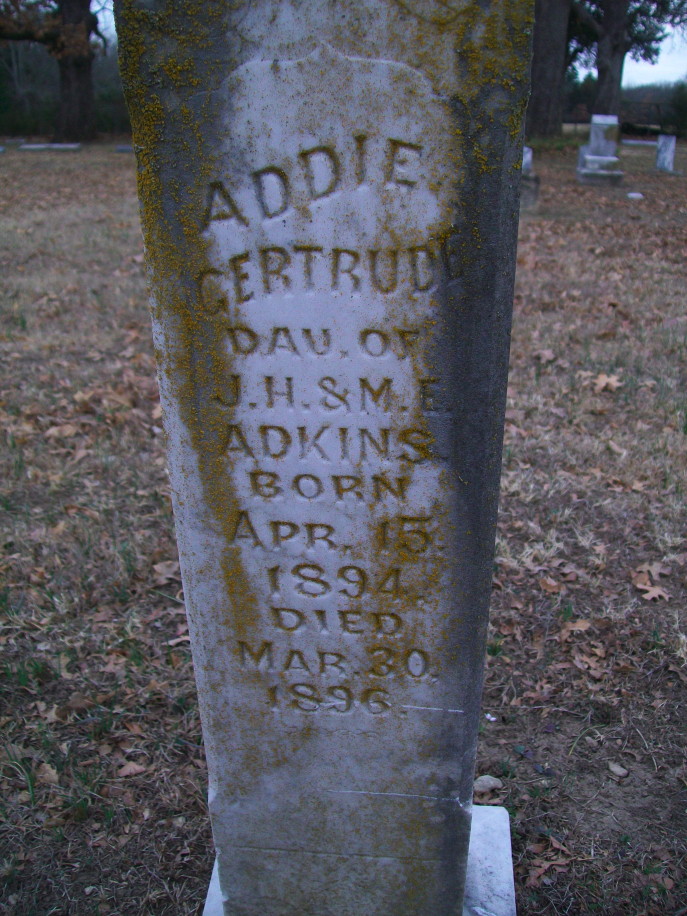 ADDIE
GERTRUDE
DAU. OF
J.H. & M.E.
ADKINS.
BORN
APR. 15.
1894.
DIED
MAR. 30,
1896.